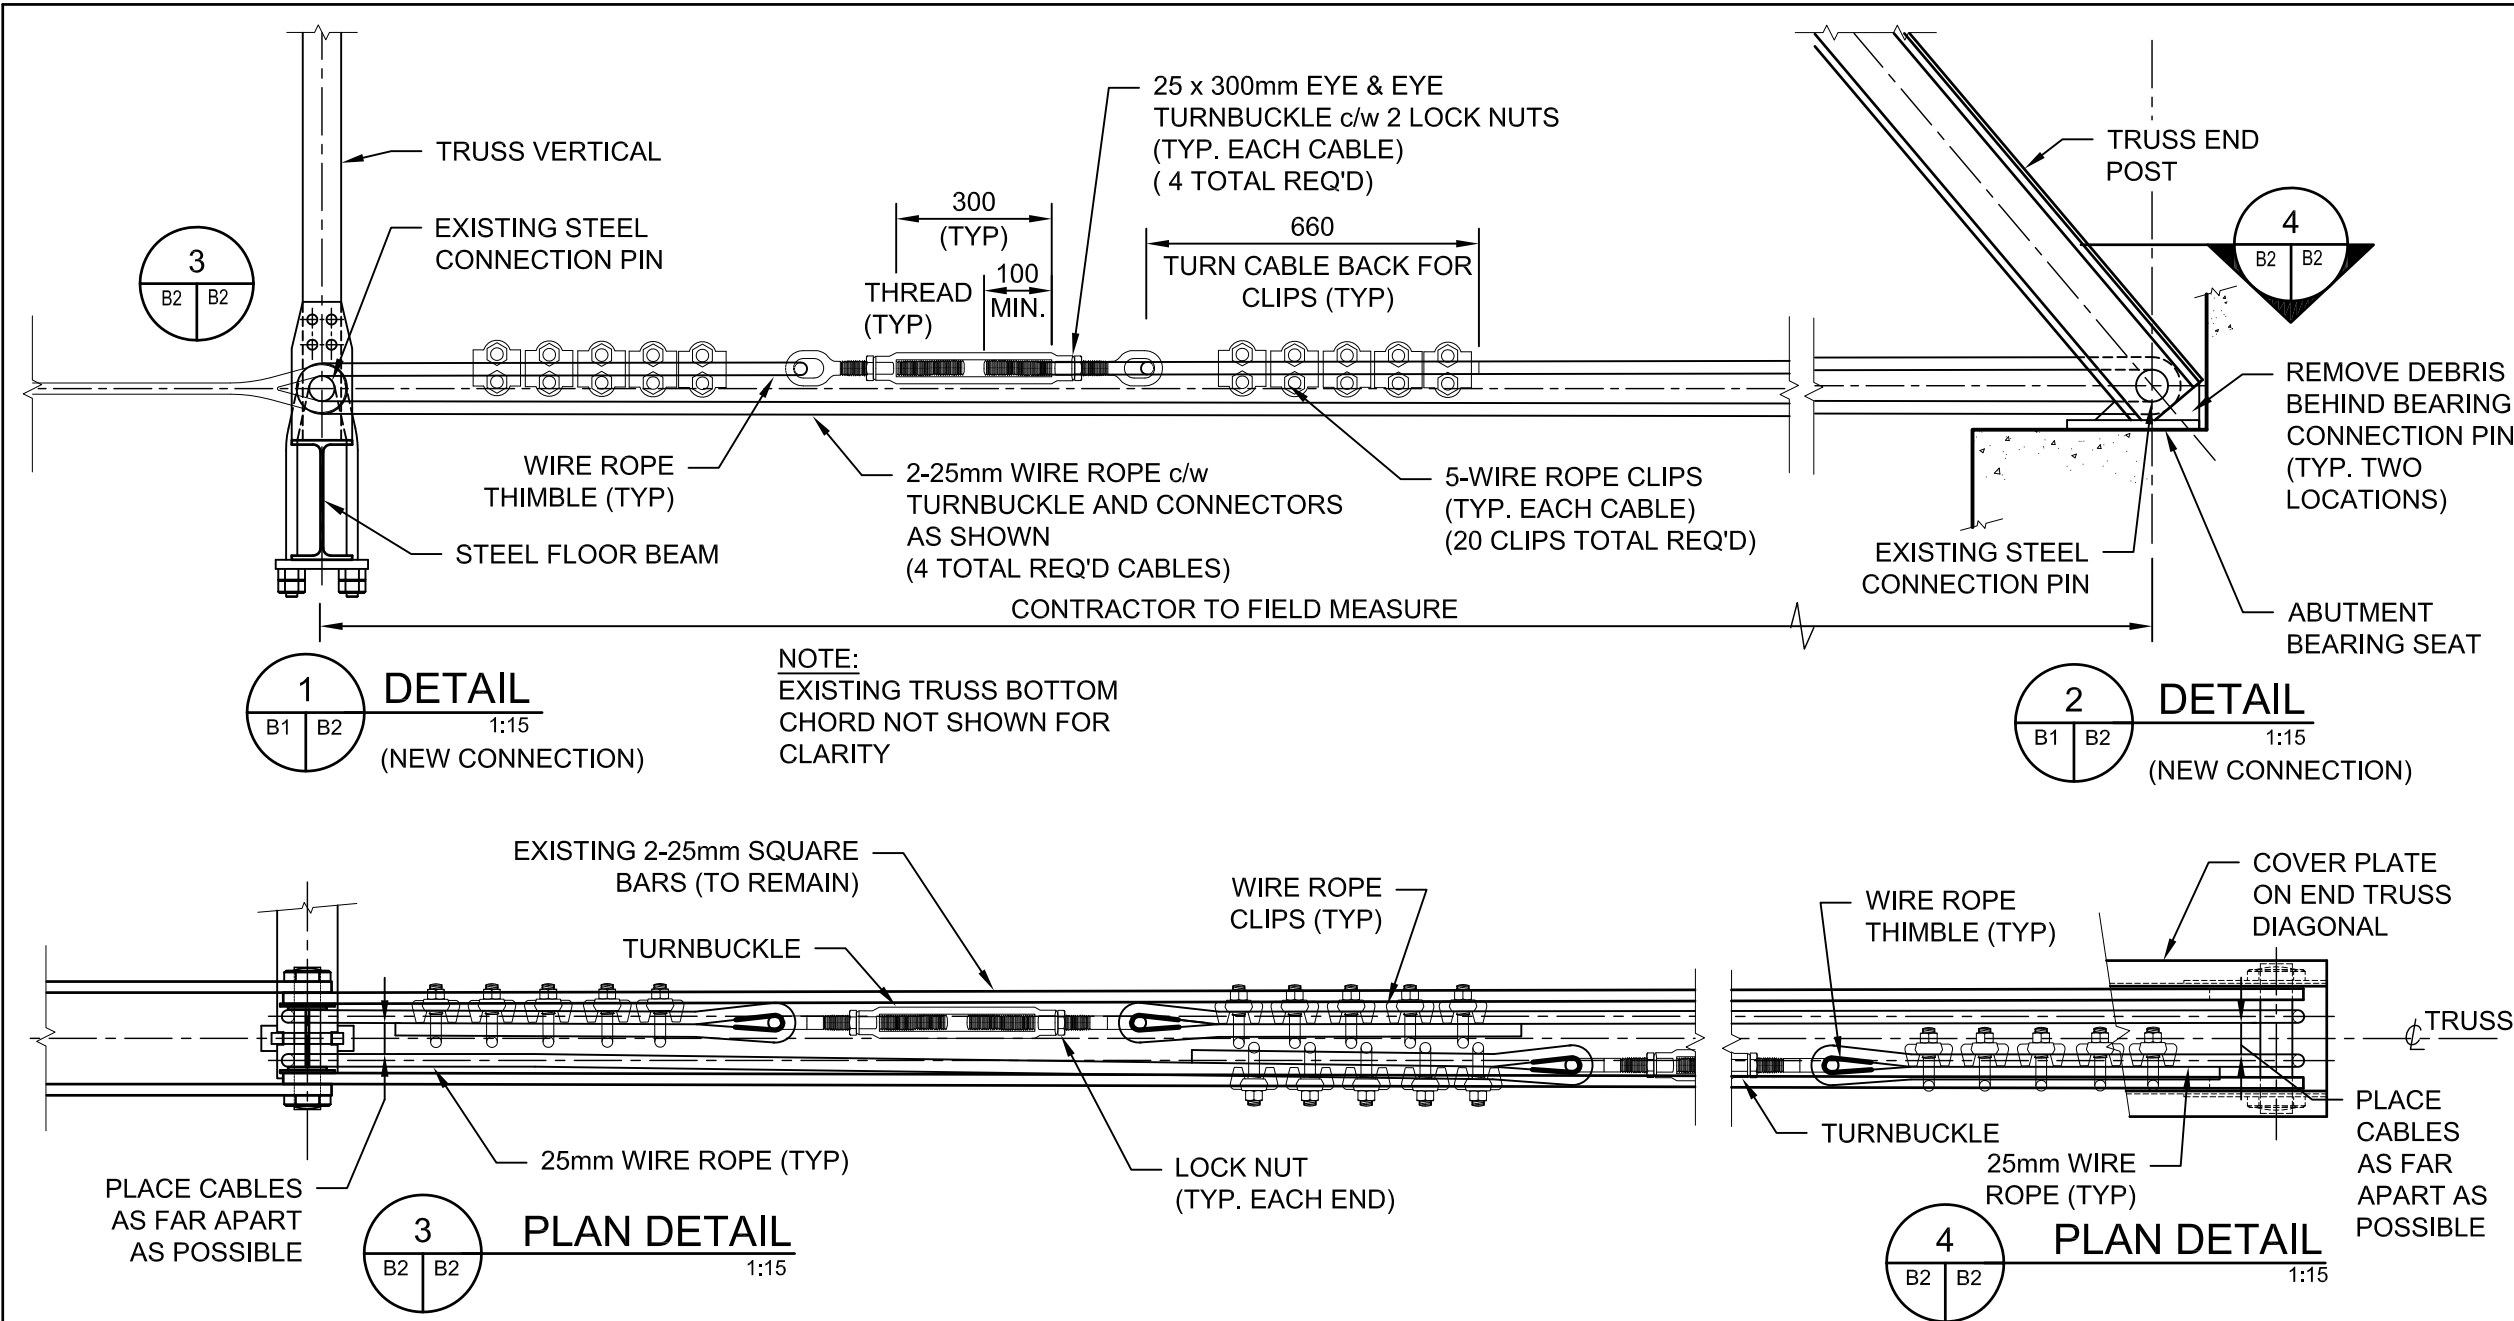 25 x 300mm EYE & EYE
TURNBUCKLE c/w 2 LOCK NUTS
(TYP. EACH CABLE)
( 4 TOTAL REQ'D)
TRUSS VERTICAL
TRUSS END
POST
300
(TYP)
660
TURN CABLE BACK FOR
CLIPS (TYP)
EXISTING STEEL
CONNECTION PIN
3
B2 B2
4
B2 B2
THREAD
(TYP)
100
MIN.
REMOVE DEBRIS
BEHIND BEARING
CONNECTION PIN
(TYP. TWO
LOCATIONS)
WIRE ROPE
THIMBLE (TYP)
2-25mm WIRE ROPE c/w
TURNBUCKLE AND CONNECTORS
AS SHOWN
(4 TOTAL REQ'D CABLES)
5-WIRE ROPE CLIPS
(TYP. EACH CABLE)
(20 CLIPS TOTAL REQ'D)
STEEL FLOOR BEAM
EXISTING STEEL
CONNECTION PIN
CONTRACTOR TO FIELD MEASURE
ABUTMENT
BEARING SEAT
1
B1 B2
DETAIL
1:15
(NEW CONNECTION)
NOTE:
EXISTING TRUSS BOTTOM
CHORD NOT SHOWN FOR
CLARITY
2
B1 B2
DETAIL
1:15
(NEW CONNECTION)
EXISTING 2-25mm SQUARE
BARS (TO REMAIN)
TURNBUCKLE
WIRE ROPE
CLIPS (TYP)
WIRE ROPE
THIMBLE (TYP)
COVER PLATE
ON END TRUSS
DIAGONAL
℄ TRUSS
PLACE CABLES
AS FAR APART
AS POSSIBLE
25mm WIRE ROPE (TYP)
LOCK NUT
(TYP. EACH END)
TURNBUCKLE
25mm WIRE
ROPE (TYP)
PLACE
CABLES
AS FAR
APART AS
POSSIBLE
3
B2 B2
PLAN DETAIL
1:15
4
B2 B2
PLAN DETAIL
1:15